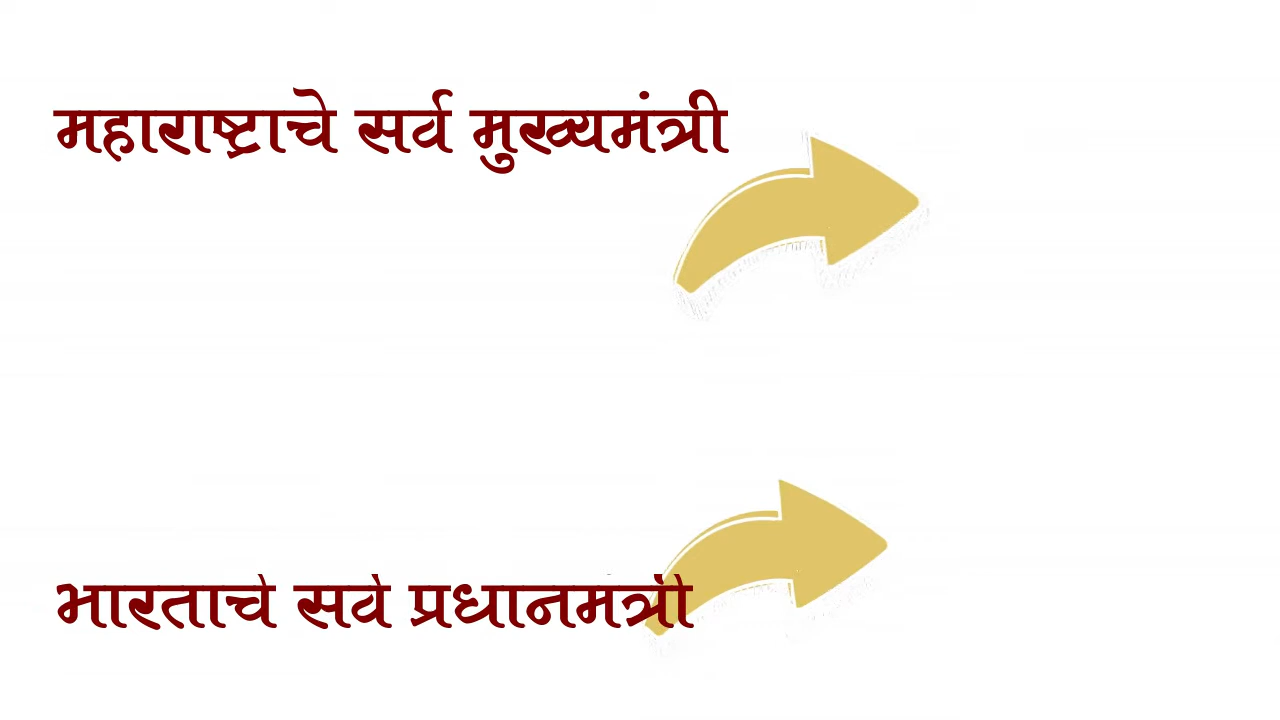 महाराष्ट्राचे सर्व मुख्यमंत्री
भारताचे सर्व प्रधानमंत्री